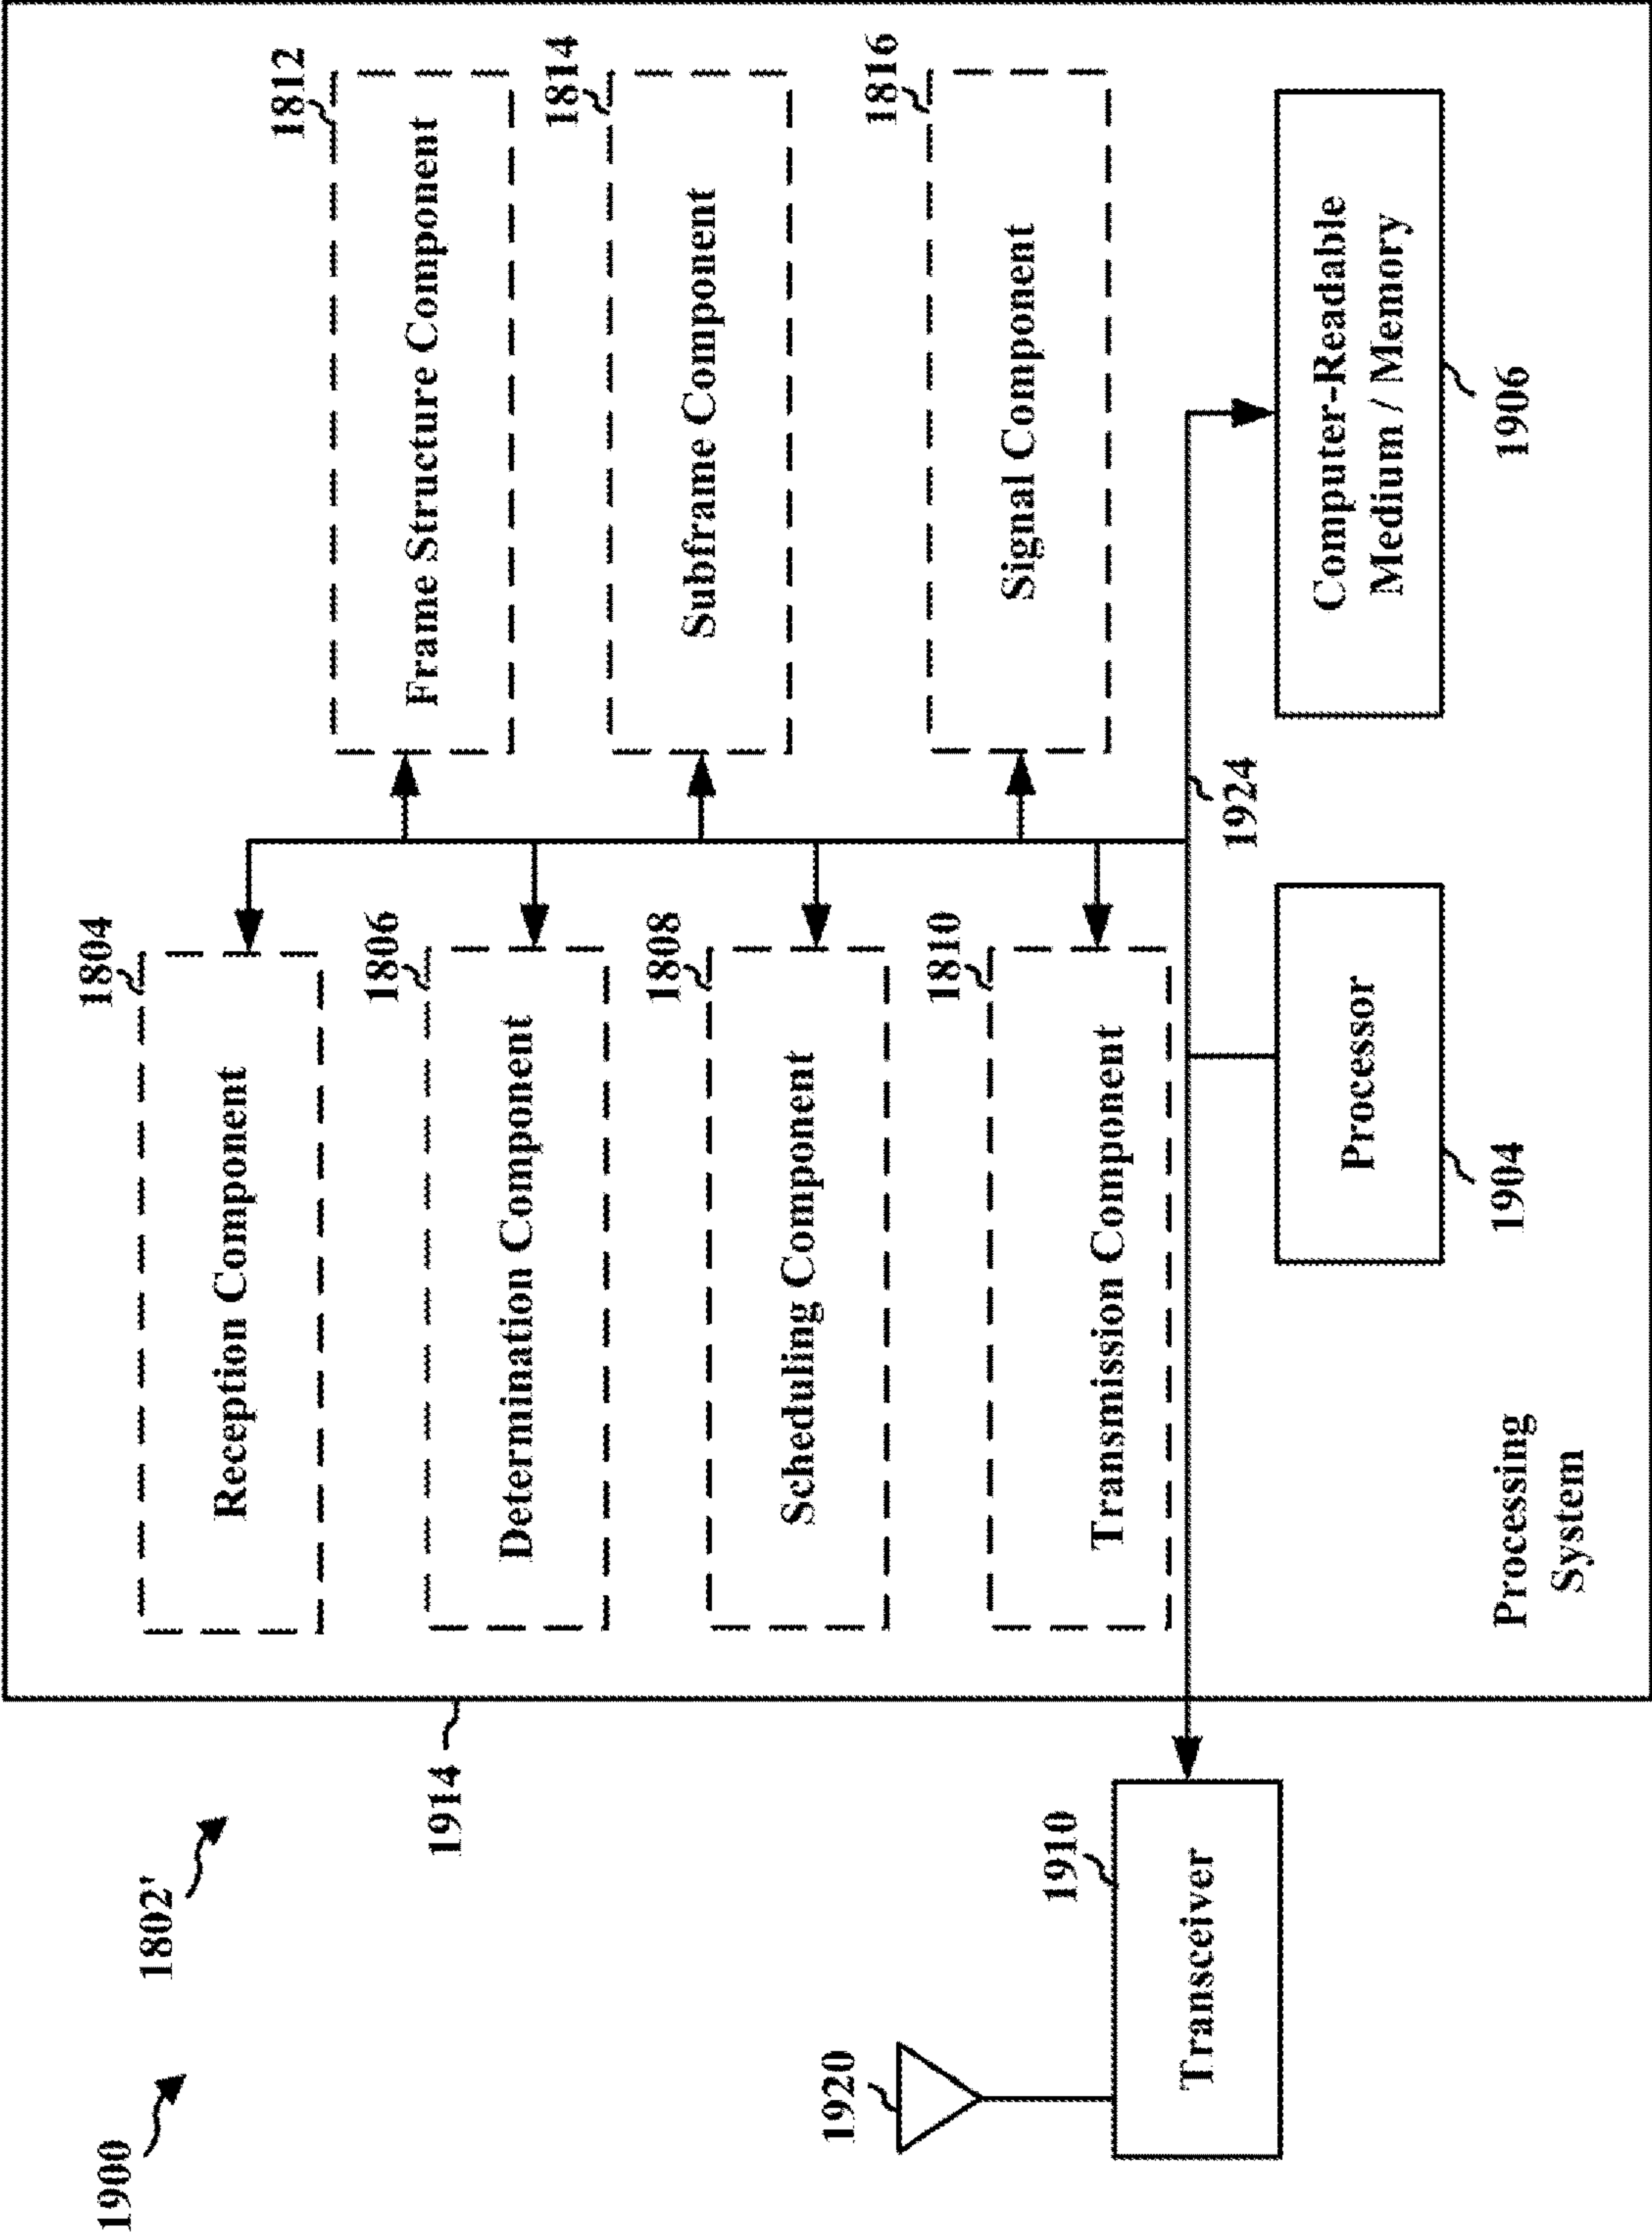 1900
1802'
1914
1804
Reception Component
1812
Frame Structure Component
1806
Determination Component
1814
Subframe Component
1808
Scheduling Component
1816
Signal Component
1810
Transmission Component
1920
1910
Transceiver
1924
Processor
1904
Computer-Readable
Medium / Memory
1906
Processing
System